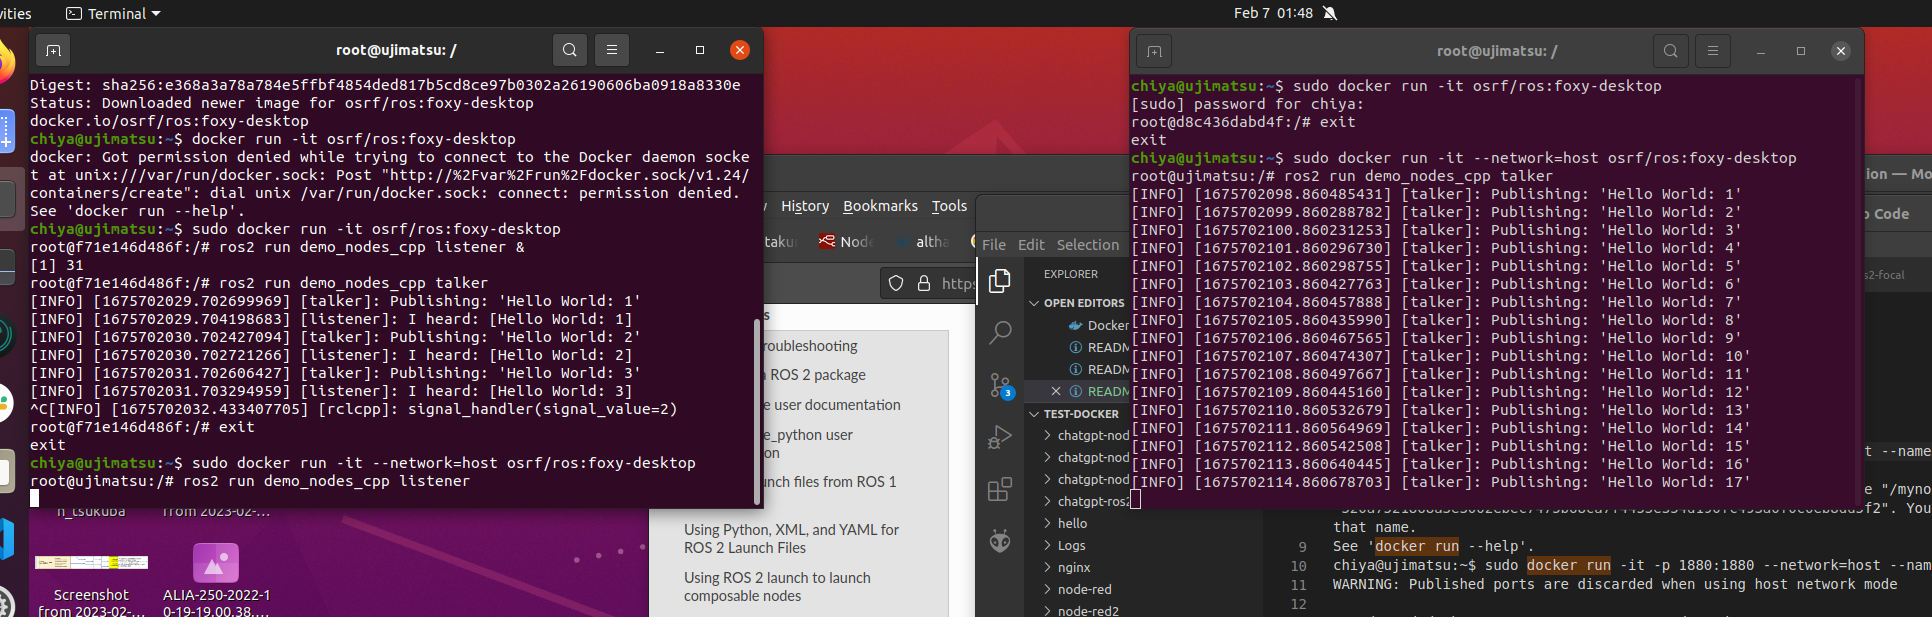 vities
Terminal
Feb 7 01:48
root@ujimatsu: /
Digest: sha256:e368a3a78a784e5ffbf4854ded817b5cd8ce97b0302a26190606ba0918a8330e
Status: Downloaded newer image for osrf/ros:foxy-desktop
docker.io/osrf/ros:foxy-desktop
chiya@ujimatsu:~$ docker run -it osrf/ros:foxy-desktop
docker: Got permission denied while trying to connect to the Docker daemon socke
t at unix:///var/run/docker.sock: Post "http://%2Fvar%2Frun%2Fdocker.sock/v1.24/
containers/create": dial unix /var/run/docker.sock: connect: permission denied.
See 'docker run --help'.
chiya@ujimatsu:~$ sudo docker run -it osrf/ros:foxy-desktop
root@f71e146d486f:/# ros2 run demo_nodes_cpp listener &
[1] 31
root@f71e146d486f:/# ros2 run demo_nodes_cpp talker
[INFO] [1675702029.702699969] [talker]: Publishing: 'Hello World: 1'
[INFO] [1675702029.704198683] [listener]: I heard: [Hello World: 1]
[INFO] [1675702030.702427094] [talker]: Publishing: 'Hello World: 2'
[INFO] [1675702030.702721266] [listener]: I heard: [Hello World: 2]
[INFO] [1675702031.702606427] [talker]: Publishing: 'Hello World: 3'
[INFO] [1675702031.703294959] [listener]: I heard: [Hello World: 3]
^C[INFO] [1675702032.433407705] [rclcpp]: signal_handler(signal_value=2)
root@f71e146d486f:/# exit
exit
chiya@ujimatsu:~$ sudo docker run -it --network=host osrf/ros:foxy-desktop
root@ujimatsu:/# ros2 run demo_nodes_cpp listener
n_tsukuba
from 2023-02-...
Screenshot
from 2023-02-...
ALIA-250-2022-1
0-19-19.00.38....
History
Bookmarks
Tools
Node
altha
https
s
roubleshooting
ROS 2 package
e user documentation
e_python user
on
unch files from ROS 1
Using Python, XML, and YAML for
ROS 2 Launch Files
Using ROS 2 launch to launch
composable nodes
File Edit Selection
EXPLORER
OPEN EDITORS
Docker
READM
READM
READM
3
TEST-DOCKER
chatgpt-nod
chatgpt-nod
chatgpt-nod
chatgpt-ros2
hello
Logs
nginx
node-red
node-red2
root@ujimatsu: /
chiya@ujimatsu:~$ sudo docker run -it osrf/ros:foxy-desktop
[sudo] password for chiya:
root@d8c436dabd4f:/# exit
exit
chiya@ujimatsu:~$ sudo docker run -it --network=host osrf/ros:foxy-desktop
root@ujimatsu:/# ros2 run demo_nodes_cpp talker
[INFO] [1675702098.860485431] [talker]: Publishing: 'Hello World: 1'
[INFO] [1675702099.860288782] [talker]: Publishing: 'Hello World: 2'
[INFO] [1675702100.860231253] [talker]: Publishing: 'Hello World: 3'
[INFO] [1675702101.860296730] [talker]: Publishing: 'Hello World: 4'
[INFO] [1675702102.860298755] [talker]: Publishing: 'Hello World: 5'
[INFO] [1675702103.860427763] [talker]: Publishing: 'Hello World: 6'
[INFO] [1675702104.860457888] [talker]: Publishing: 'Hello World: 7'
[INFO] [1675702105.860435990] [talker]: Publishing: 'Hello World: 8'
[INFO] [1675702106.860467565] [talker]: Publishing: 'Hello World: 9'
[INFO] [1675702107.860474307] [talker]: Publishing: 'Hello World: 10'
[INFO] [1675702108.860497667] [talker]: Publishing: 'Hello World: 11'
[INFO] [1675702109.860445160] [talker]: Publishing: 'Hello World: 12'
[INFO] [1675702110.860532679] [talker]: Publishing: 'Hello World: 13'
[INFO] [1675702111.860564969] [talker]: Publishing: 'Hello World: 14'
[INFO] [1675702112.860542508] [talker]: Publishing: 'Hello World: 15'
[INFO] [1675702113.860640445] [talker]: Publishing: 'Hello World: 16'
[INFO] [1675702114.860678703] [talker]: Publishing: 'Hello World: 17'
ion — Mo
Code
s2-focal
t --name
e "/myno
You
that name.
9 See 'docker run --help'.
10 chiya@ujimatsu:~$ sudo docker run -it -p 1880:1880 --network=host --nam
11 WARNING: Published ports are discarded when using host network mode
12